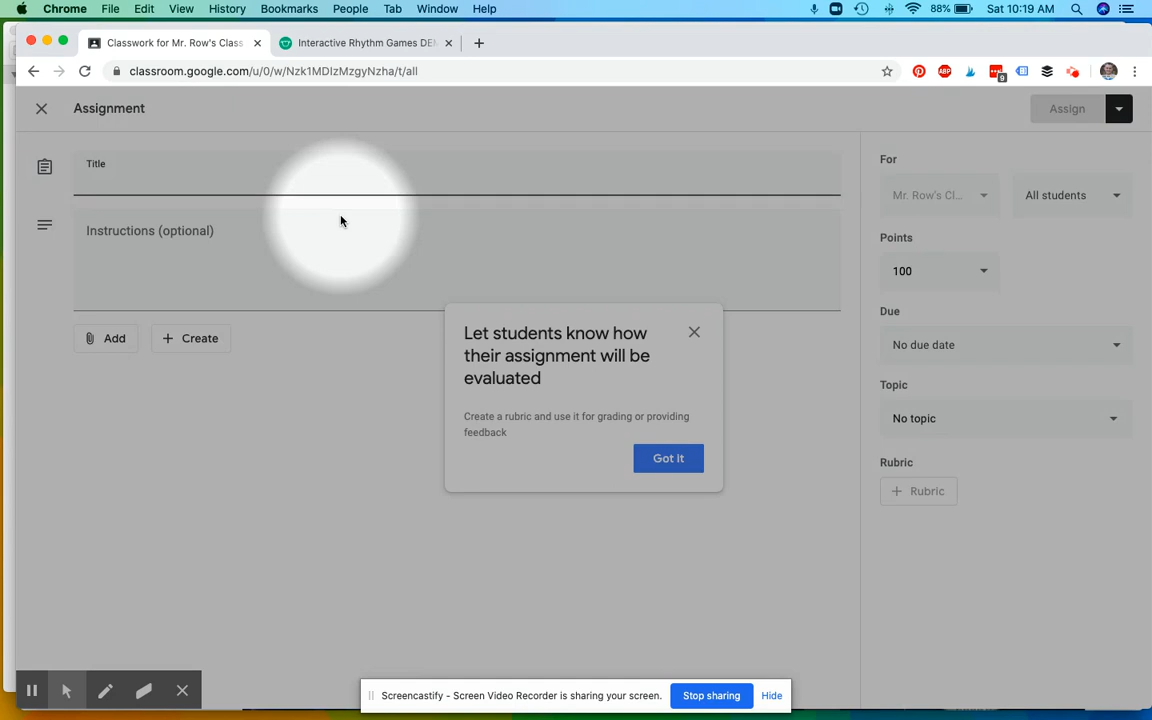 Chrome File Edit View History Bookmarks People Tab Window Help 88% Sat 10:19 AM
Classwork for Mr. Row's Class Interactive Rhythm Games DEM
classroom.google.com/u/0/w/Nzk1MDIzMzgyNzha/t/all
9
Assignment
Assign
Title
Instructions (optional)
Add
Create
For
Mr. Row's Cl...
All students
Points
100
Due
No due date
Topic
No topic
Rubric
Rubric
Let students know how
their assignment will be
evaluated
Create a rubric and use it for grading or providing
feedback
Got it
Screencastify - Screen Video Recorder is sharing your screen. Stop sharing Hide